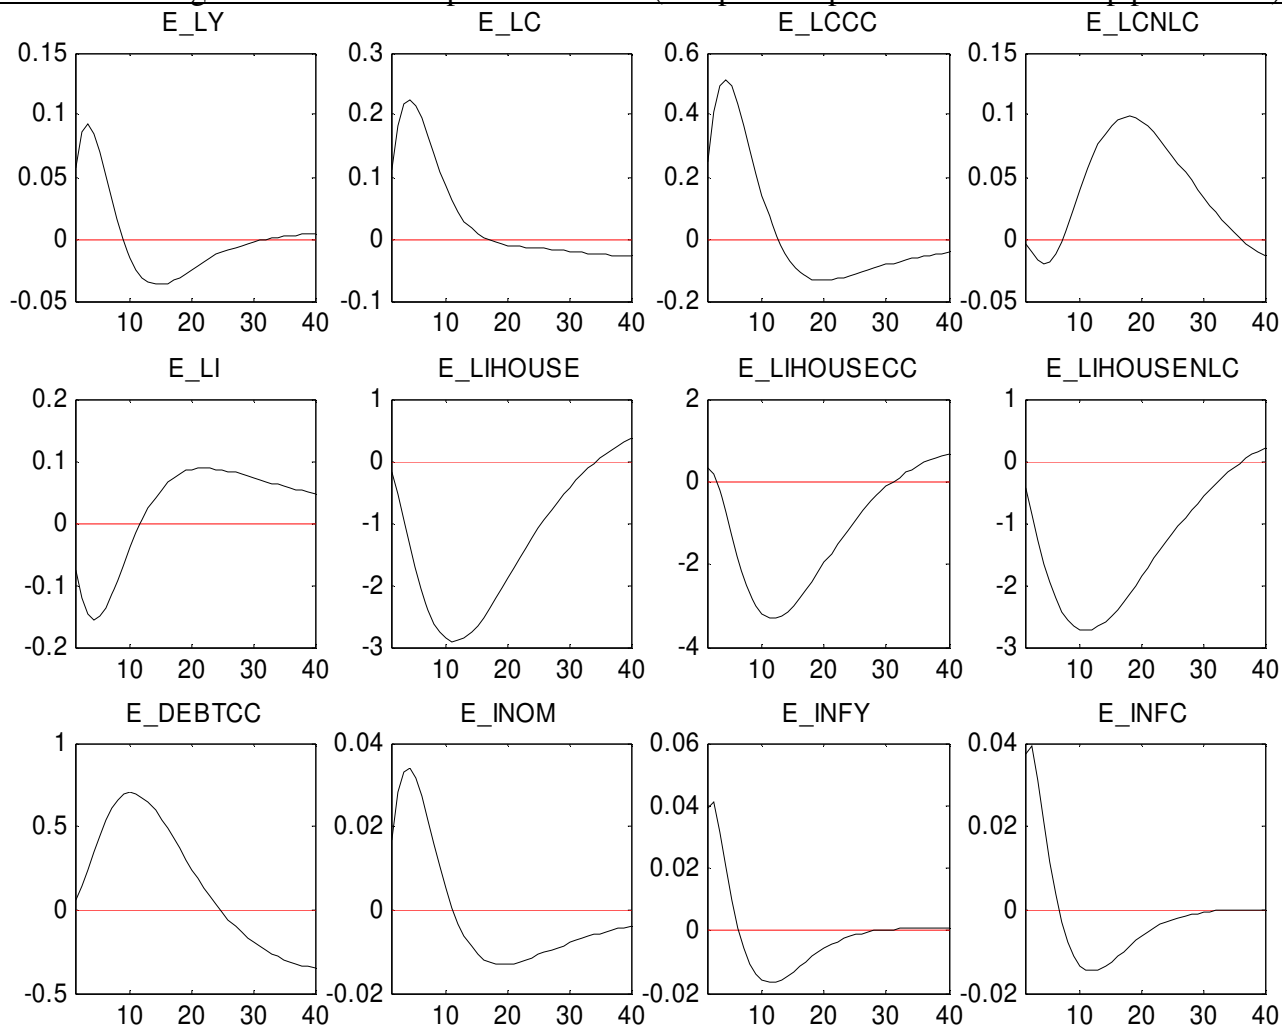 E_LY E_LC E_LCCC E_LCNLC
0.15 0.3 0.6 0.15
0.1 0.2 0.4 0.1
0.05 0.1 0.2 0.05
0 0 0 0
-0.05 -0.1 -0.2 -0.05
10 20 30 40 10 20 30 40 10 20 30 40 10 20 30 40
E_LI E_LIHOUSE E_LIHOUSECC E_LIHOUSENLC
0.2 1 2 1
0.1 0 0 0
0 -1 -2 -1
-0.1 -2 -4 -2
-0.2 -3 -3
10 20 30 40 10 20 30 40 10 20 30 40 10 20 30 40
E_DEBTCC E_INOM E_INFY E_INFC
1 0.04 0.06 0.04
0.5 0.02 0.04 0.02
0 0 0.02 0
-0.5 -0.02 0 -0.02
-0.02
10 20 30 40 10 20 30 40 10 20 30 40 10 20 30 40